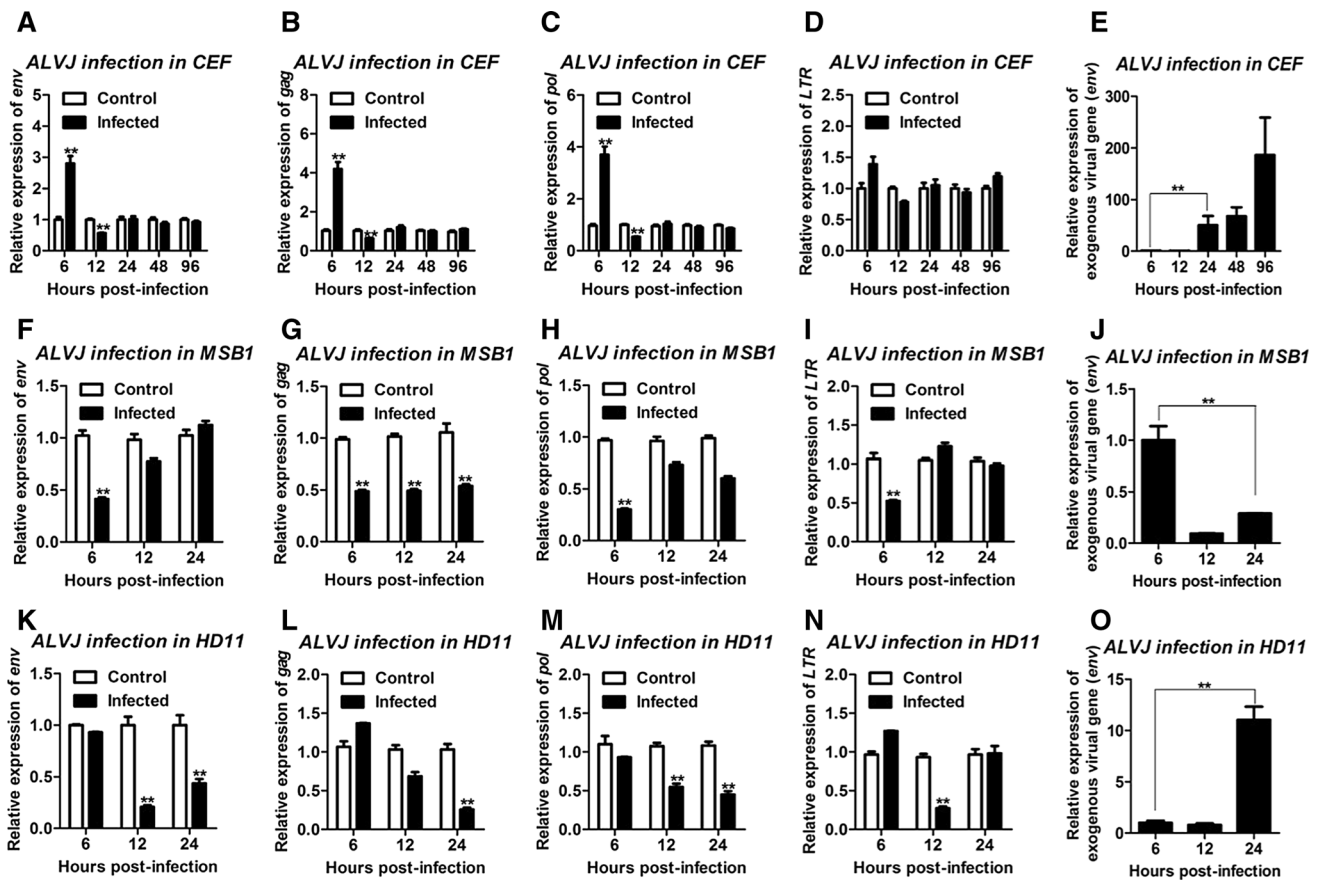 A
ALVJ infection in CEF
Relative expression of env
5
4
3
2
1
0
Control
Infected
**
**
6 12 24 48 96
Hours post-infection
B
ALVJ infection in CEF
Relative expression of gag
8
6
4
2
0
Control
Infected
**
**
6 12 24 48 96
Hours post-infection
C
ALVJ infection in CEF
Relative expression of pol
6
4
2
0
Control
Infected
**
**
6 12 24 48 96
Hours post-infection
D
ALVJ infection in CEF
Relative expression of LTR
2.5
2.0
1.5
1.0
0.5
0.0
Control
Infected
6 12 24 48 96
Hours post-infection
E
ALVJ infection in CEF
Relative expression of
exogenous virual gene (env)
300
200
100
0
**
6 12 24 48 96
Hours post-infection
F
ALVJ infection in MSB1
Relative expression of env
1.5
1.0
0.5
0.0
Control
Infected
**
6 12 24
Hours post-infection
G
ALVJ infection in MSB1
Relative expression of gag
1.5
1.0
0.5
0.0
Control
Infected
**
**
**
6 12 24
Hours post-infection
H
ALVJ infection in MSB1
Relative expression of pol
1.5
1.0
0.5
0.0
Control
Infected
**
6 12 24
Hours post-infection
I
ALVJ infection in MSB1
Relative expression of LTR
2.0
1.5
1.0
0.5
0.0
Control
Infected
**
6 12 24
Hours post-infection
J
ALVJ infection in MSB1
Relative expression of
exogenous virual gene (env)
1.5
1.0
0.5
0.0
**
6 12 24
Hours post-infection
K
ALVJ infection in HD11
Relative expression of env
1.5
1.0
0.5
0.0
Control
Infected
**
**
6 12 24
Hours post-infection
L
ALVJ infection in HD11
Relative expression of gag
2.0
1.5
1.0
0.5
0.0
Control
Infected
**
6 12 24
Hours post-infection
M
ALVJ infection in HD11
Relative expression of pol
2.0
1.5
1.0
0.5
0.0
Control
Infected
**
**
6 12 24
Hours post-infection
N
ALVJ infection in HD11
Relative expression of LTR
2.0
1.5
1.0
0.5
0.0
Control
Infected
**
6 12 24
Hours post-infection
O
ALVJ infection in HD11
Relative expression of
exogenous virual gene (env)
15
10
5
0
**
6 12 24
Hours post-infection